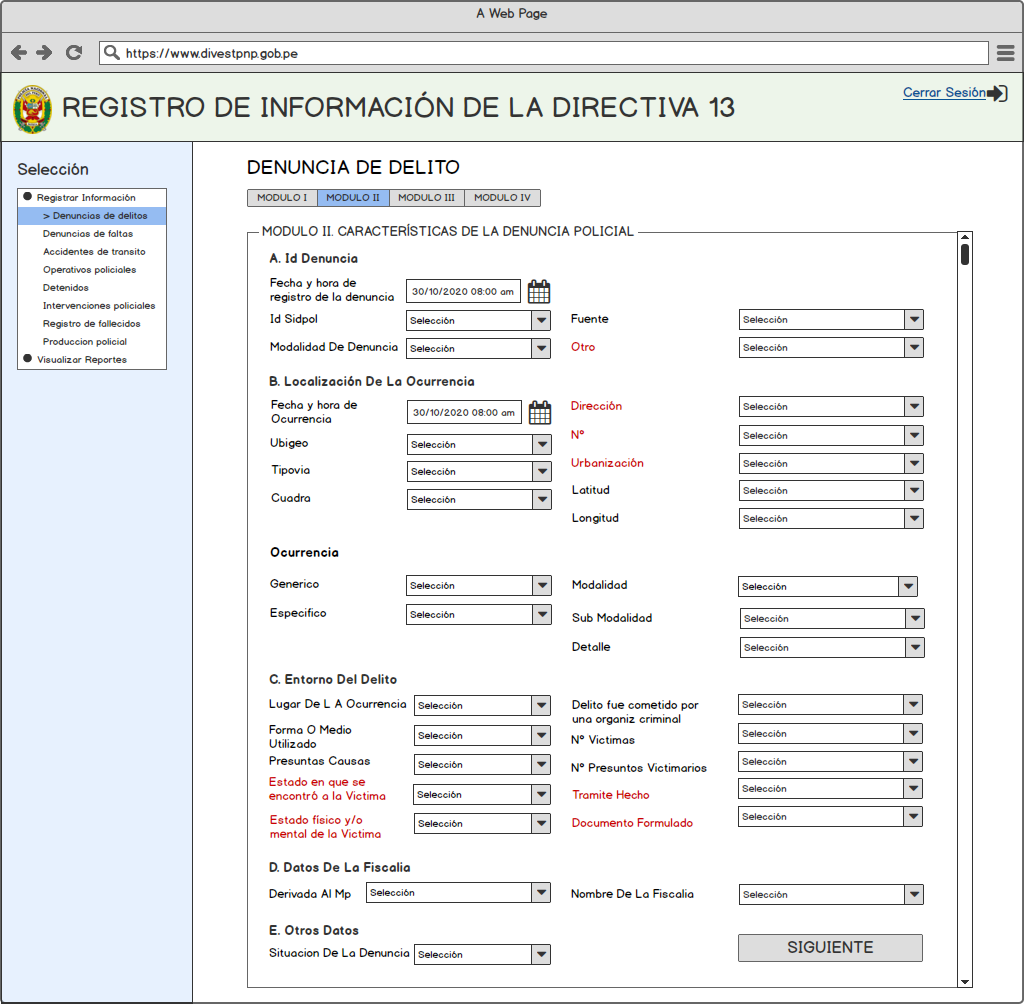 A Web Page
https://www.divestpnp.gob.pe
REGISTRO DE INFORMACIÓN DE LA DIRECTIVA 13
Cerrar Sesión
Selección
Registrar Información
> Denuncias de delitos
Denuncias de faltas
Accidentes de transito
Operativos policiales
Detenidos
Intervenciones policiales
Registro de fallecidos
Produccion policial
Visualizar Reportes
DENUNCIA DE DELITO
MODULO I MODULO II MODULO III MODULO IV
MODULO II. CARACTERÍSTICAS DE LA DENUNCIA POLICIAL
A. Id Denuncia
Fecha y hora de
registro de la denuncia
30/10/2020 08:00 am
Id Sidpol Selección Fuente Selección
Modalidad De Denuncia Selección Otro Selección
B. Localización De La Ocurrencia
Fecha y hora de
Ocurrencia
30/10/2020 08:00 am
Dirección Selección
Nº Selección
Ubigeo Selección
Urbanización Selección
Tipovia Selección
Latitud Selección
Cuadra Selección
Longitud Selección
Ocurrencia
Generico Selección Modalidad Selección
Especifico Selección Sub Modalidad Selección
Detalle Selección
C. Entorno Del Delito
Lugar De L A Ocurrencia Selección
Delito fue cometido por
una organiz criminal
Selección
Forma O Medio
Utilizado
Selección
Nº Victimas Selección
Presuntas Causas Selección
Nº Presuntos Victimarios Selección
Estado en que se
encontró a la Victima
Selección
Tramite Hecho Selección
Estado físico y/o
mental de la Victima
Selección
Documento Formulado Selección
D. Datos De La Fiscalia
Derivada Al Mp Selección Nombre De La Fiscalia Selección
E. Otros Datos
Situacion De La Denuncia Selección
SIGUIENTE